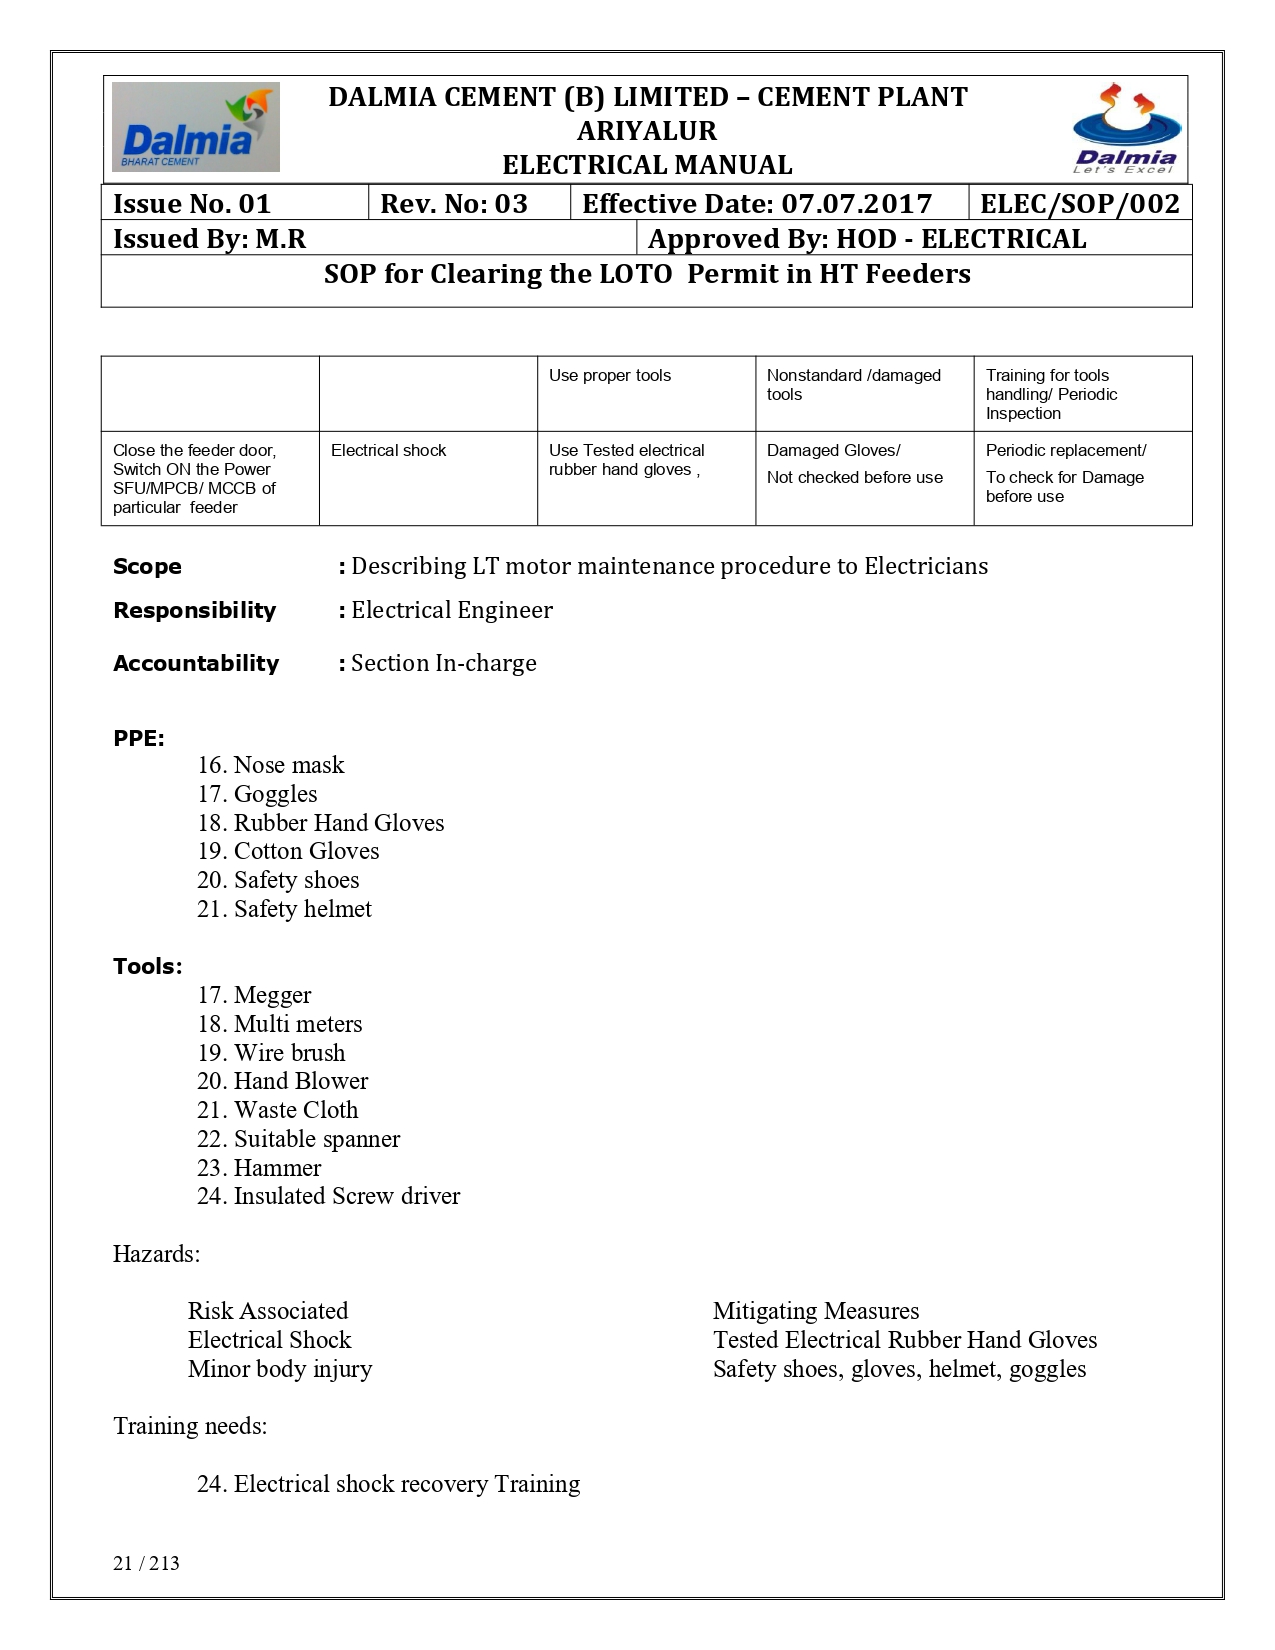 Dalmia
BHARAT CEMENT
DALMIA CEMENT (B) LIMITED – CEMENT PLANT
ARIYALUR
ELECTRICAL MANUAL
Dalmia
Let's Excel
Issue No. 01 Rev. No: 03 Effective Date: 07.07.2017 ELEC/SOP/002
Issued By: M.R Approved By: HOD - ELECTRICAL
SOP for Clearing the LOTO Permit in HT Feeders
Use proper tools
Nonstandard /damaged
tools
Training for tools
handling/ Periodic
Inspection
Close the feeder door,
Switch ON the Power
SFU/MPCB/ MCCB of
particular feeder
Electrical shock
Use Tested electrical
rubber hand gloves ,
Damaged Gloves/
Not checked before use
Periodic replacement/
To check for Damage
before use
Scope : Describing LT motor maintenance procedure to Electricians
Responsibility : Electrical Engineer
Accountability : Section In-charge
PPE:
16. Nose mask
17. Goggles
18. Rubber Hand Gloves
19. Cotton Gloves
20. Safety shoes
21. Safety helmet
Tools:
17. Megger
18. Multi meters
19. Wire brush
20. Hand Blower
21. Waste Cloth
22. Suitable spanner
23. Hammer
24. Insulated Screw driver
Hazards:
Risk Associated Mitigating Measures
Electrical Shock Tested Electrical Rubber Hand Gloves
Minor body injury Safety shoes, gloves, helmet, goggles
Training needs:
24. Electrical shock recovery Training
21 / 213